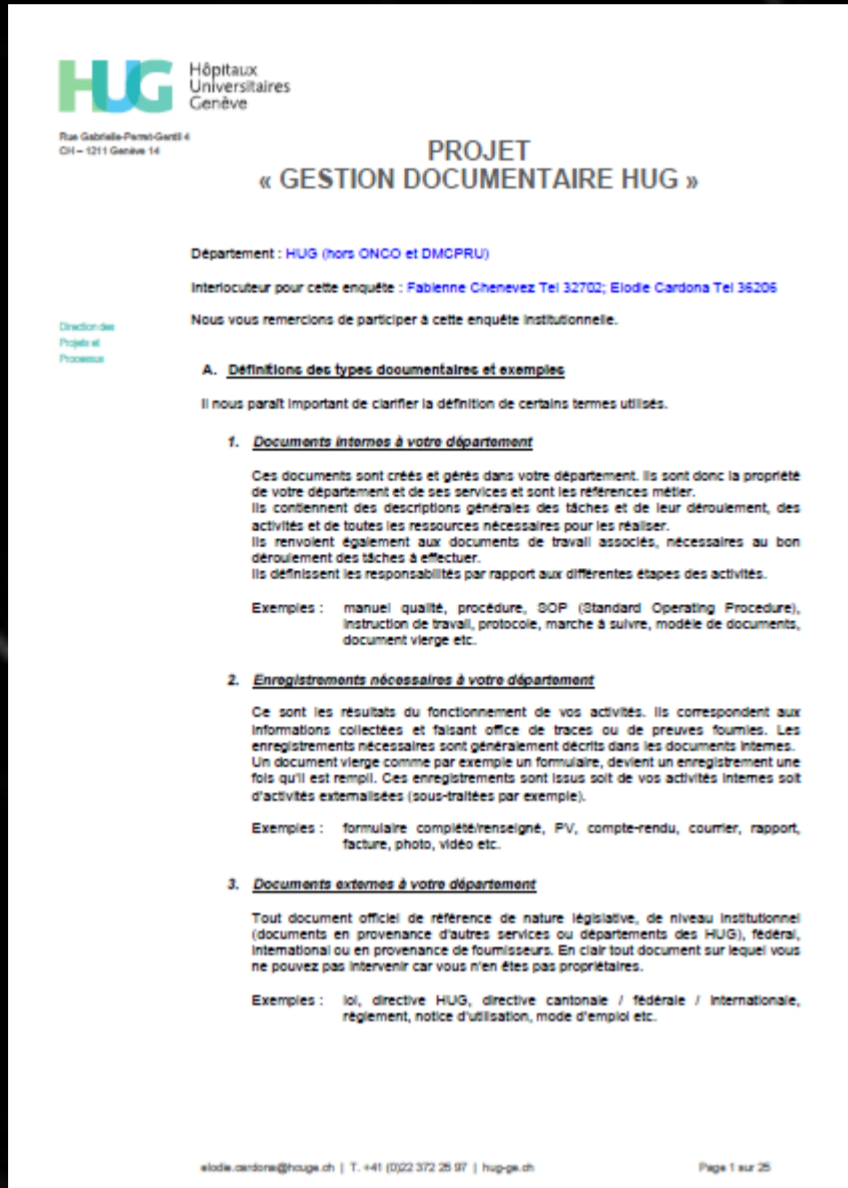 HUG
Hôpitaux
Universitaires
Genève
Rue Gabrielle-Perret-Gentil 4
CH – 1211 Genève 14
PROJET
« GESTION DOCUMENTAIRE HUG »
Département : HUG (hors ONCO et DMCPRU)
Interlocuteur pour cette enquête : Fabienne Chenevez Tel 32702; Elodie Cardona Tel 36206
Direction des
Projets et
Processus
Nous vous remercions de participer à cette enquête institutionnelle.
A. Définitions des types documentaires et exemples
Il nous paraît important de clarifier la définition de certains termes utilisés.
1. Documents internes à votre département
Ces documents sont créés et gérés dans votre département. Ils sont donc la propriété
de votre département et de ses services et sont les références métier.
Ils contiennent des descriptions générales des tâches et de leur déroulement, des
activités et de toutes les ressources nécessaires pour les réaliser.
Ils renvoient également aux documents de travail associés, nécessaires au bon
déroulement des tâches à effectuer.
Ils définissent les responsabilités par rapport aux différentes étapes des activités.
Exemples : manuel qualité, procédure, SOP (Standard Operating Procedure),
instruction de travail, protocole, marche à suivre, modèle de documents,
document vierge etc.
2. Enregistrements nécessaires à votre département
Ce sont les résultats du fonctionnement de vos activités. Ils correspondent aux
informations collectées et faisant office de traces ou de preuves fournies. Les
enregistrements nécessaires sont généralement décrits dans les documents internes.
Un document vierge comme par exemple un formulaire, devient un enregistrement une
fois qu'il est rempli. Ces enregistrements sont issus soit de vos activités internes soit
d'activités externalisées (sous-traitées par exemple).
Exemples : formulaire complété/renseigné, PV, compte-rendu, courrier, rapport,
facture, photo, vidéo etc.
3. Documents externes à votre département
Tout document officiel de référence de nature législative, de niveau institutionnel
(documents en provenance d'autres services ou départements des HUG), fédéral,
international ou en provenance de fournisseurs. En clair tout document sur lequel vous
ne pouvez pas intervenir car vous n'en êtes pas propriétaires.
Exemples : loi, directive HUG, directive cantonale / fédérale / internationale,
règlement, notice d'utilisation, mode d'emploi etc.
elodie.cardona@hcuge.ch | T. +41 (0)22 372 25 97 | hug-ge.ch Page 1 sur 25